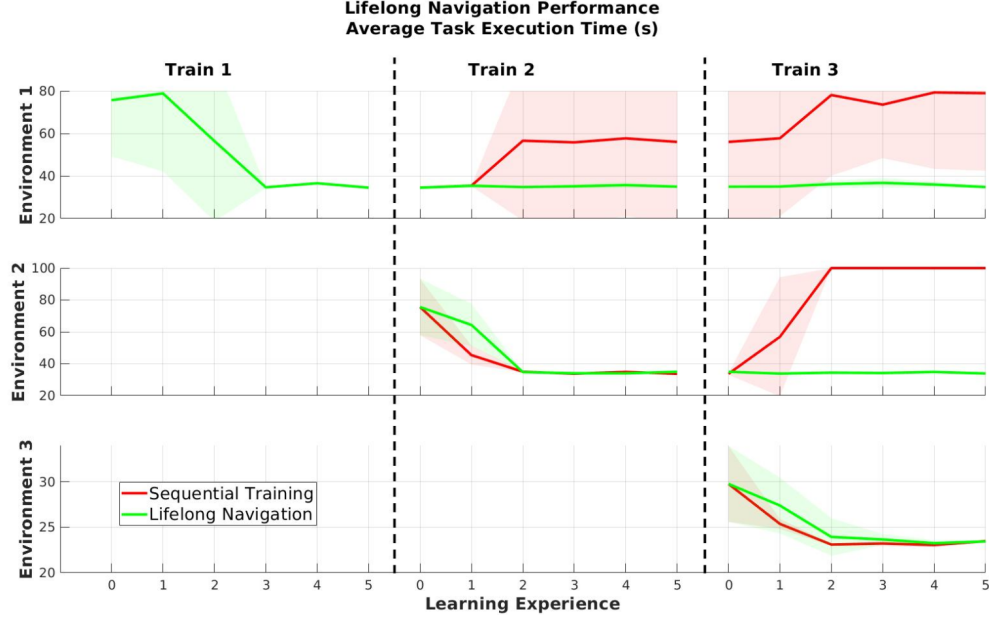 Lifelong Navigation Performance
Average Task Execution Time (s)
Train 1 Train 2 Train 3
Environment 1
80
60
40
20
Environment 2
100
80
60
40
20
Environment 3
30
25
20
Sequential Training
Lifelong Navigation
0 1 2 3 4 5 0 1 2 3 4 5 0 1 2 3 4 5
Learning Experience